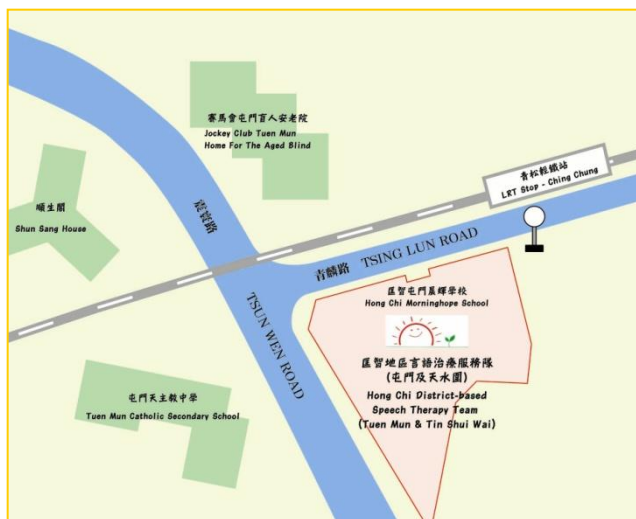 賽馬會屯門盲人安老院
Jockey Club Tuen Mun
Home For The Aged Blind
青松輕鐵站
LRT Stop - Ching Chung
順生閣
Shun Sang House
震寰路
TSUN WEN ROAD
青麟路 TSING LUN ROAD
匡智屯門晨輝學校
Hong Chi Morninghope School
匡智地區言語治療服務隊
(屯門及天水圍)
Hong Chi District-based
Speech Therapy Team
(Tuen Mun & Tin Shui Wai)
屯門天主教中學
Tuen Mun Catholic Secondary School